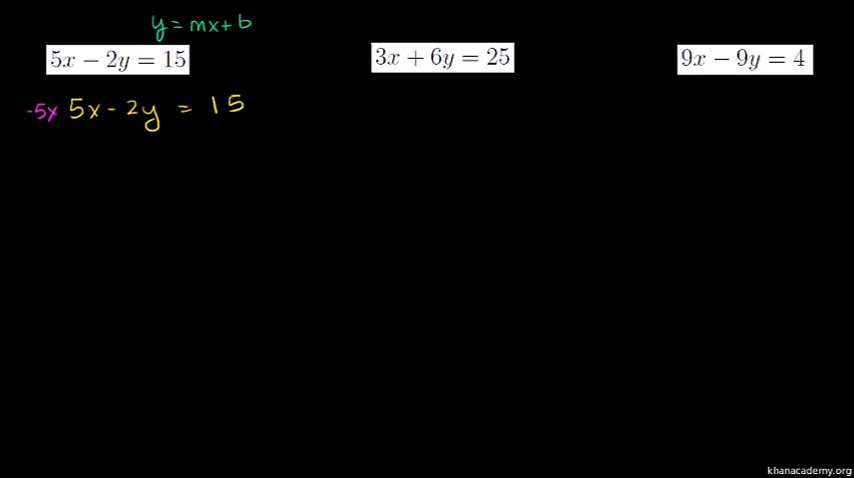 y = mx + b
5x − 2y = 15
3x + 6y = 25
9x − 9y = 4
-5x 5x - 2y = 15
khanacademy.org